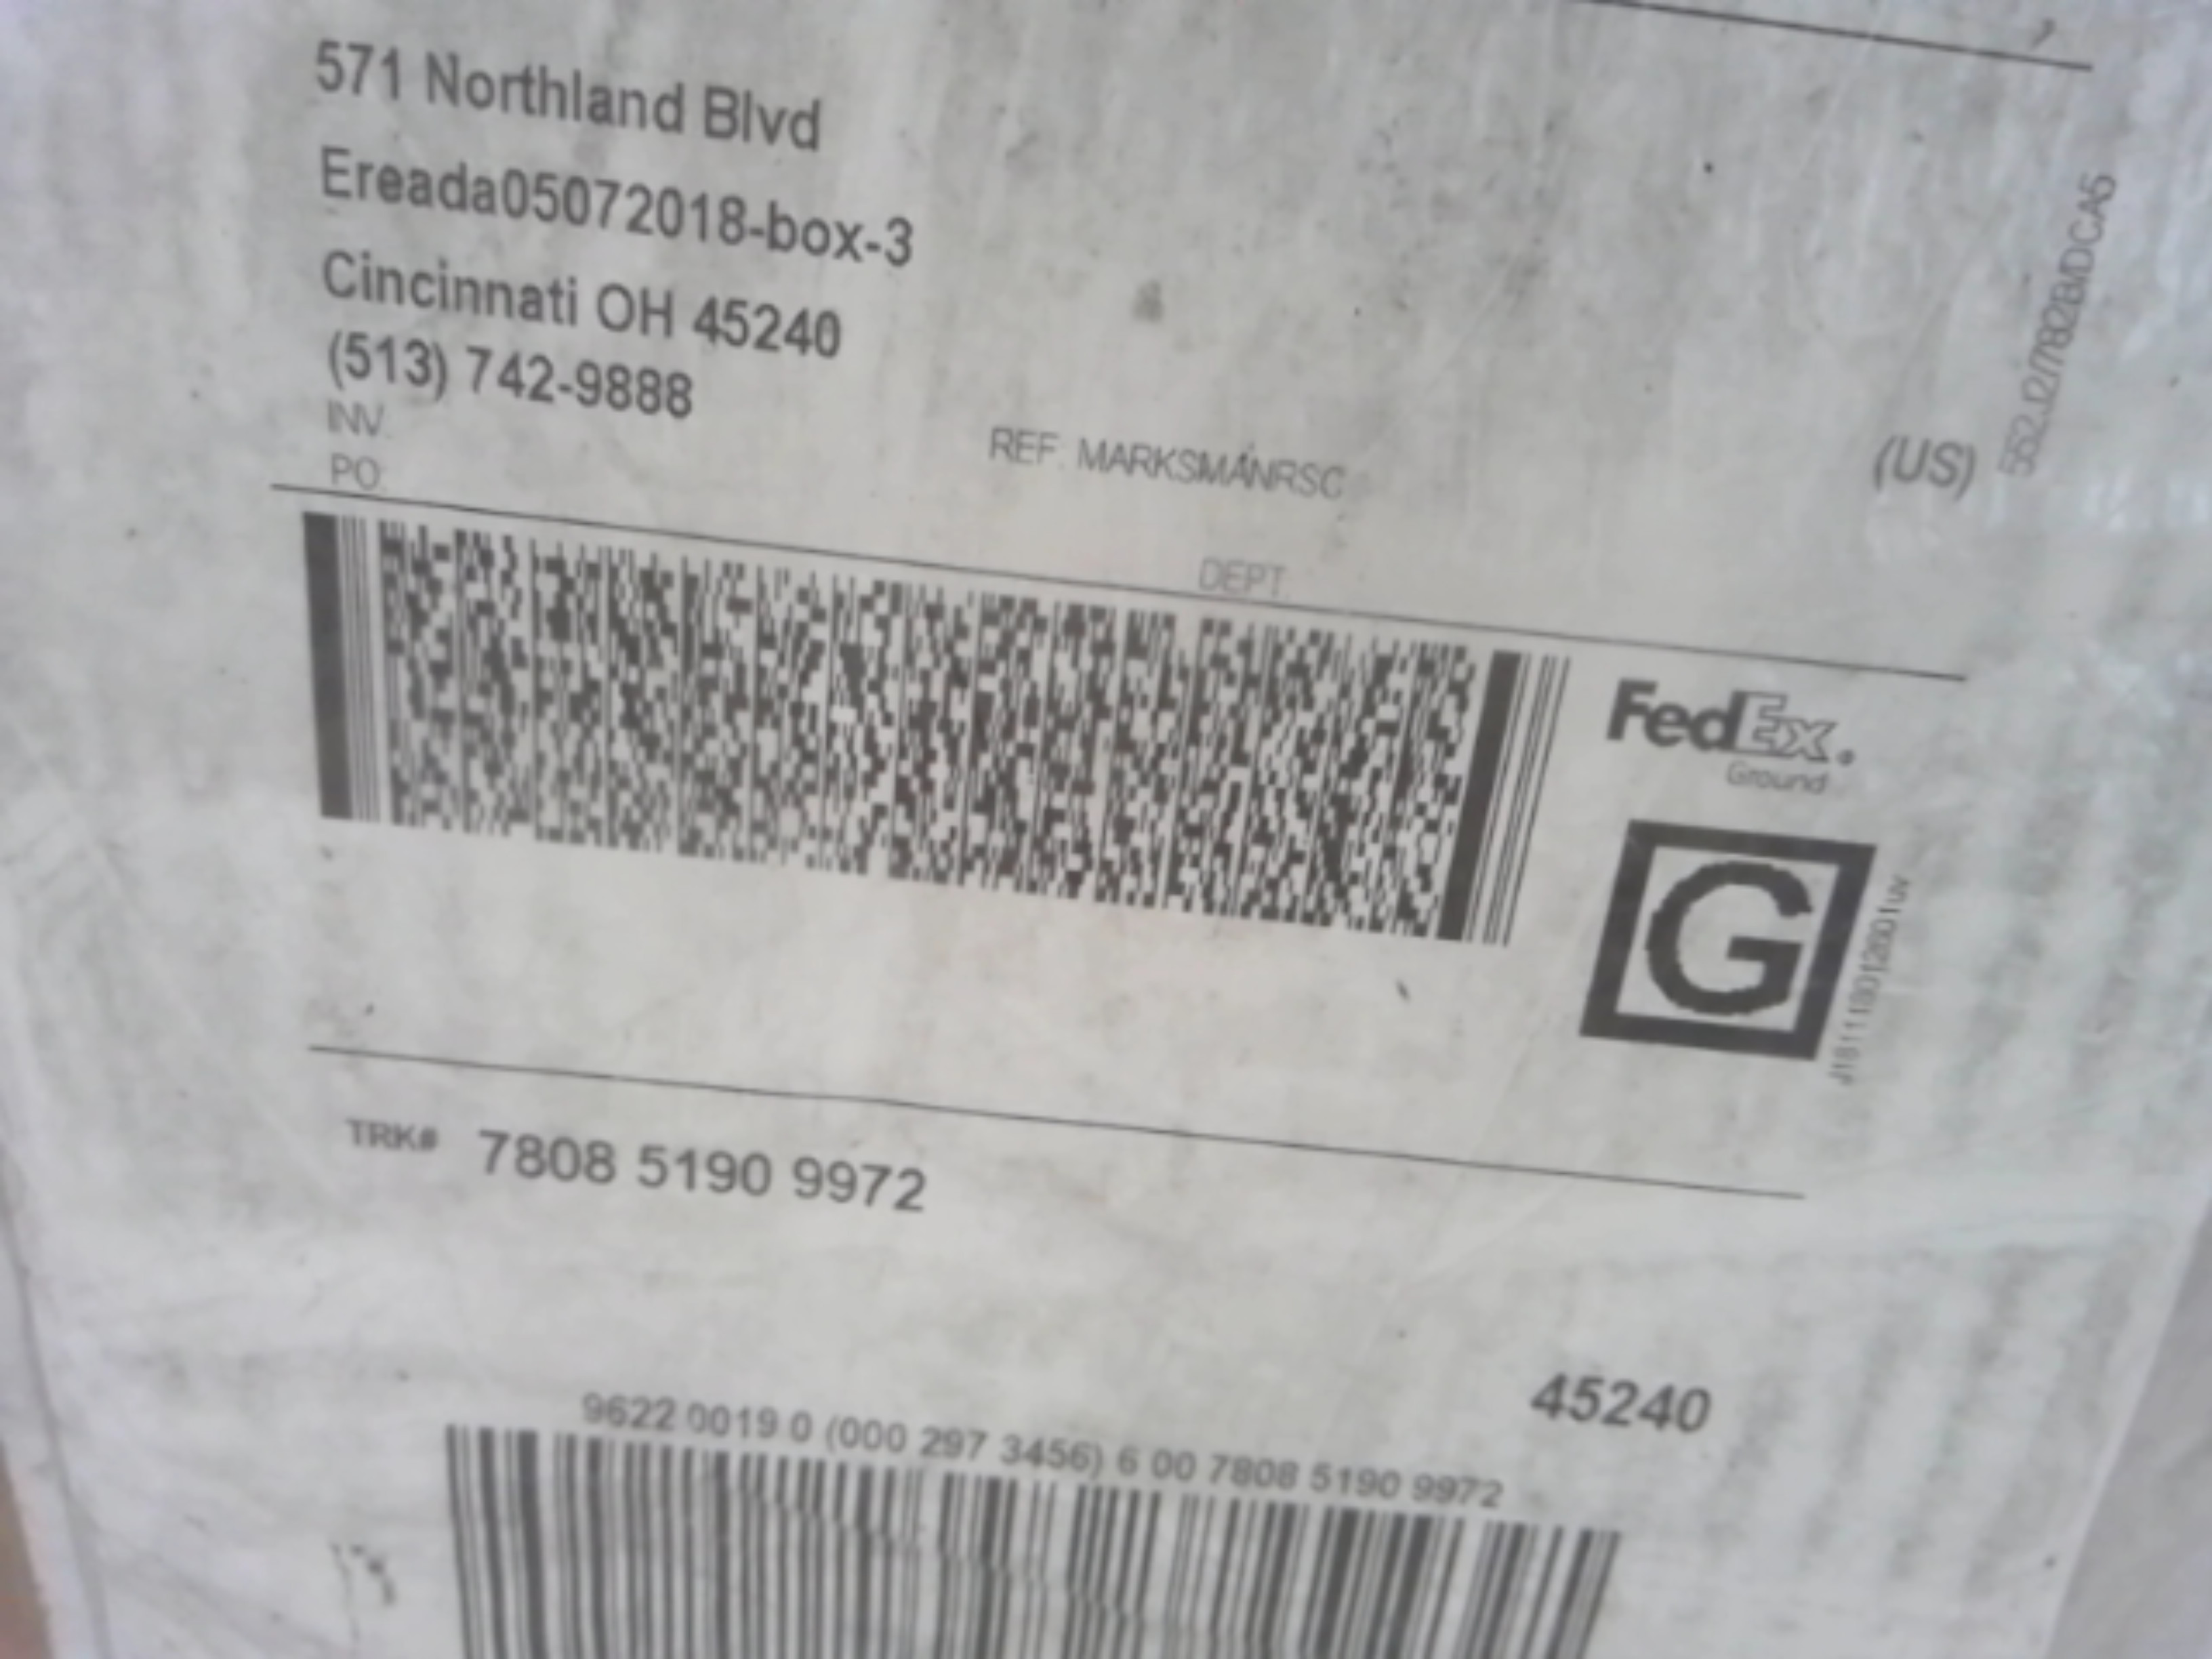 571 Northland Blvd
Ereada05072018-box-3
Cincinnati OH 45240
(513) 742-9888
INV.
PO:
REF: MARKSMANRSC
(US)
DEPT:
FedEx.
Ground
G
TRK# 7808 5190 9972
45240
9622 0019 0 (000 297 3456) 6 00 7808 5190 9972